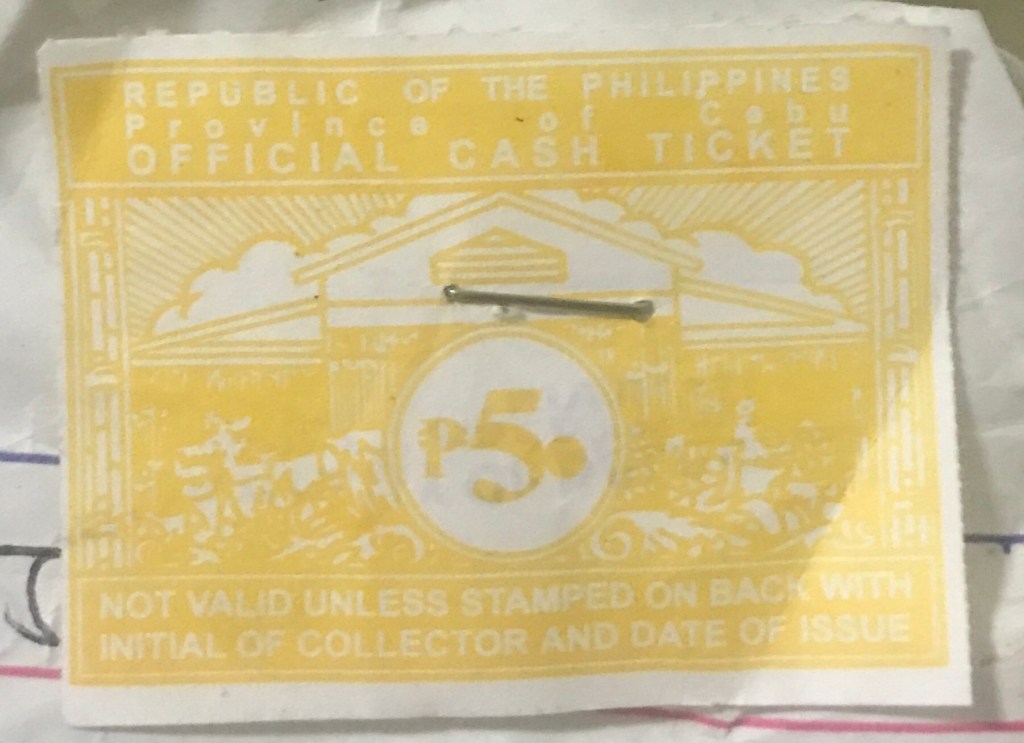 REPUBLIC OF THE PHILIPPINES
Province of Cebu
OFFICIAL CASH TICKET
₱5.
NOT VALID UNLESS STAMPED ON BACK WITH
INITIAL OF COLLECTOR AND DATE OF ISSUE